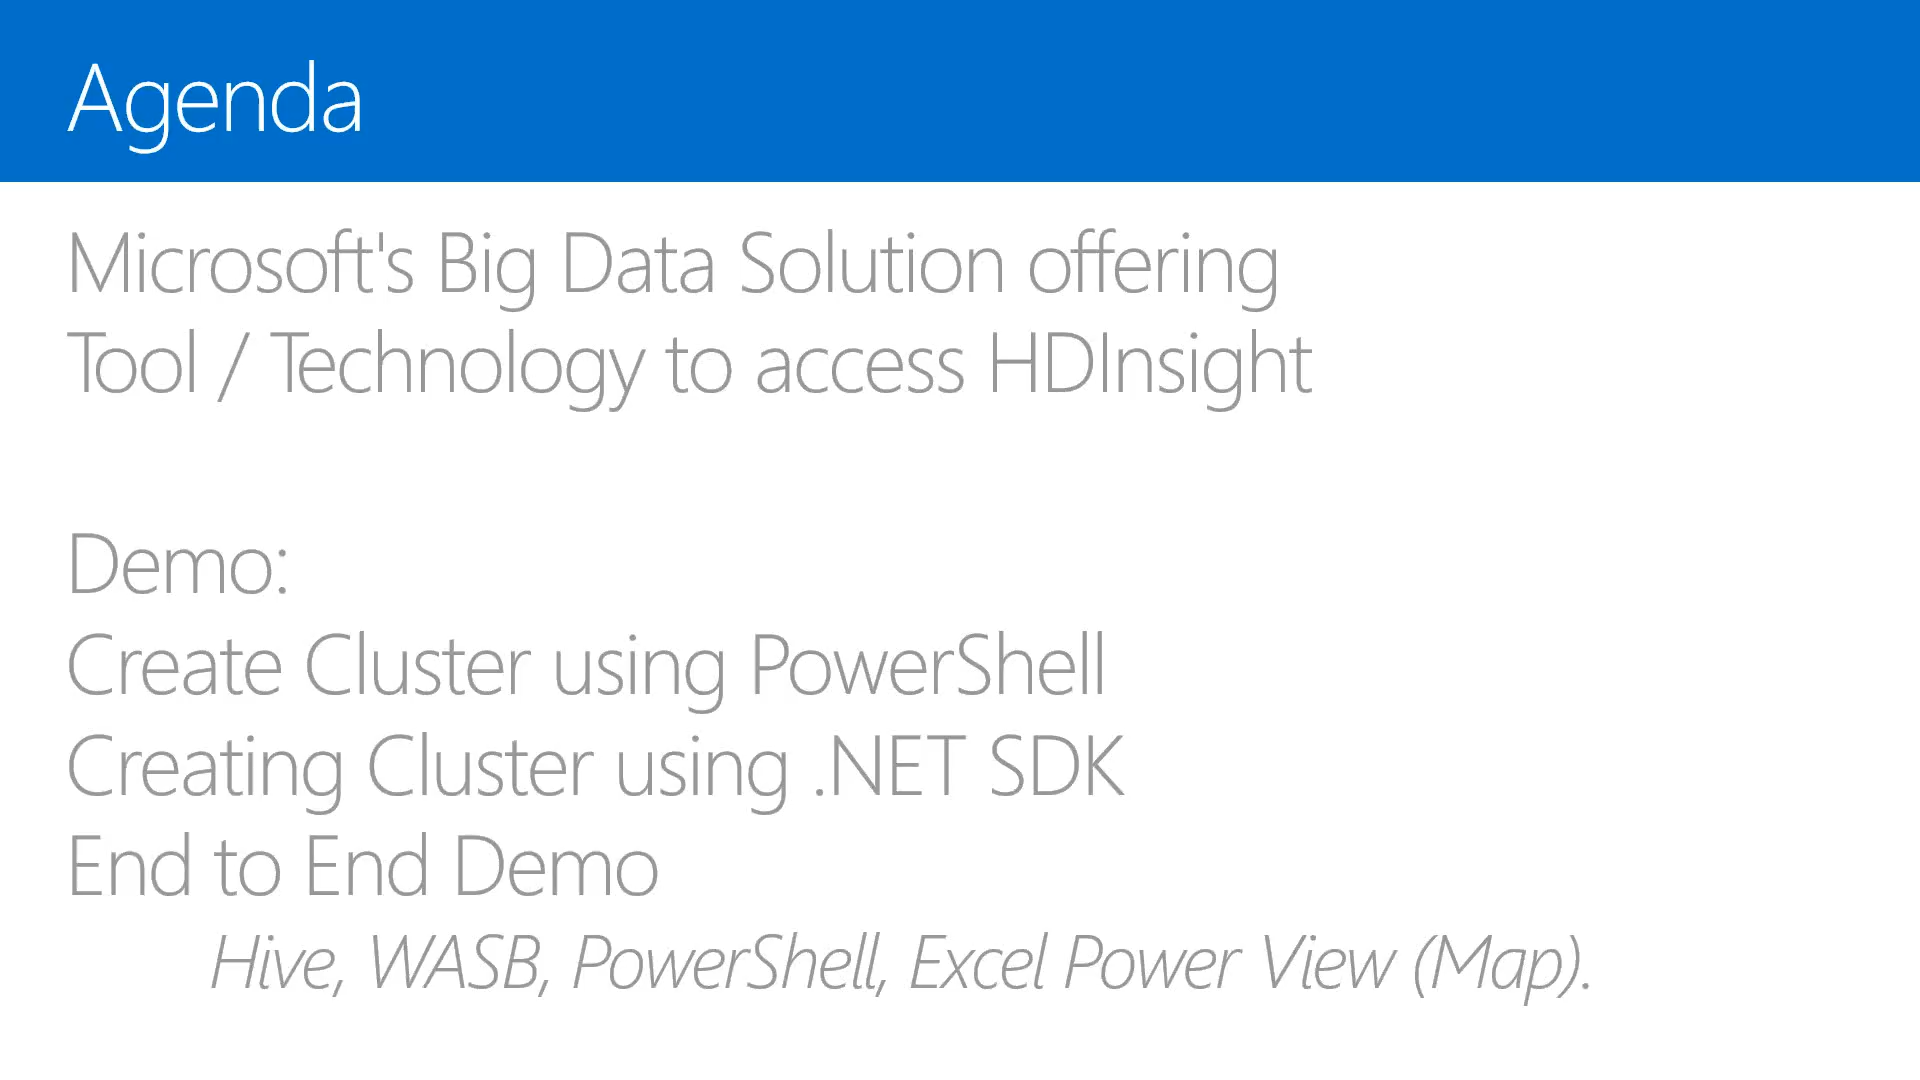 Agenda
Microsoft's Big Data Solution offering
Tool / Technology to access HDInsight
Demo:
Create Cluster using PowerShell
Creating Cluster using .NET SDK
End to End Demo
Hive, WASB, PowerShell, Excel Power View (Map).